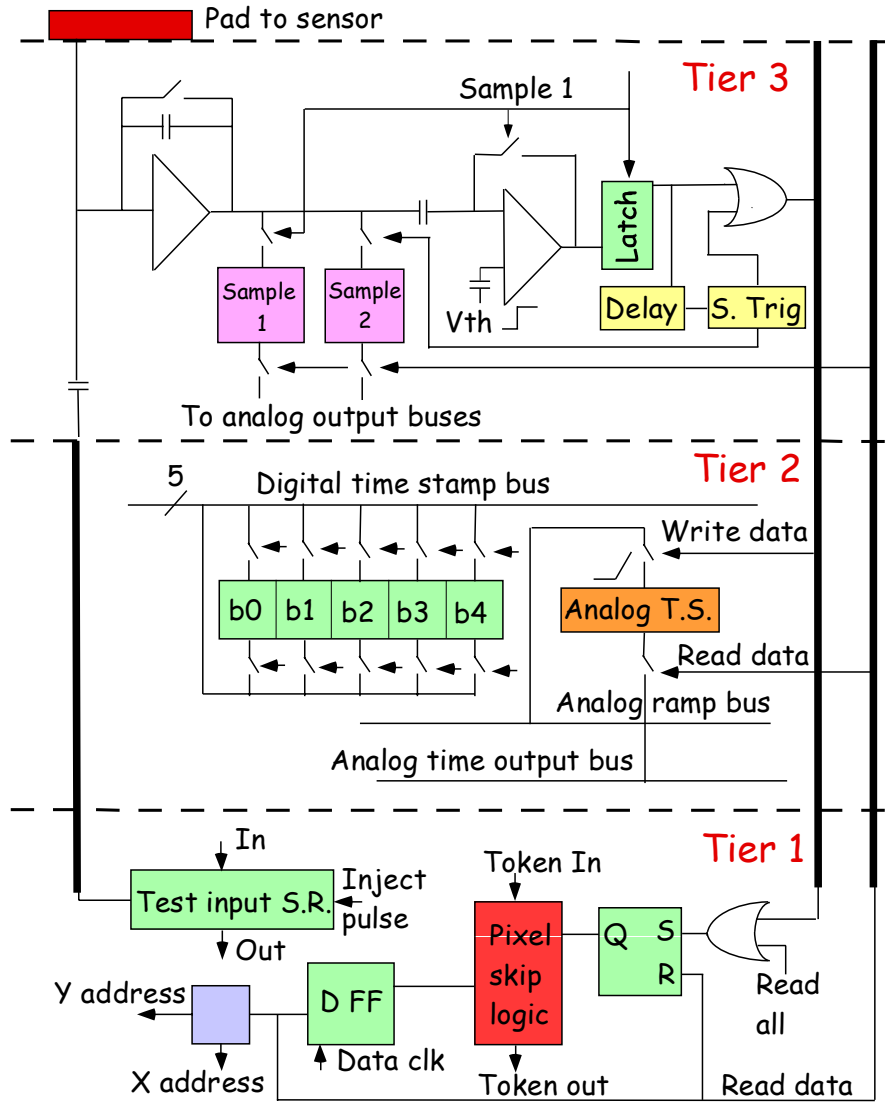 Pad to sensor
Tier 3
Sample 1
Latch
Sample
1
Sample
2
Vth
Delay
S. Trig
To analog output buses
Tier 2
5
Digital time stamp bus
Write data
b0
b1
b2
b3
b4
Analog T.S.
Read data
Analog ramp bus
Analog time output bus
Tier 1
In
Token In
Test input S.R.
Inject
pulse
Out
Pixel
skip
logic
Q
S
R
Read
all
Y address
D FF
Data clk
X address
Token out
Read data